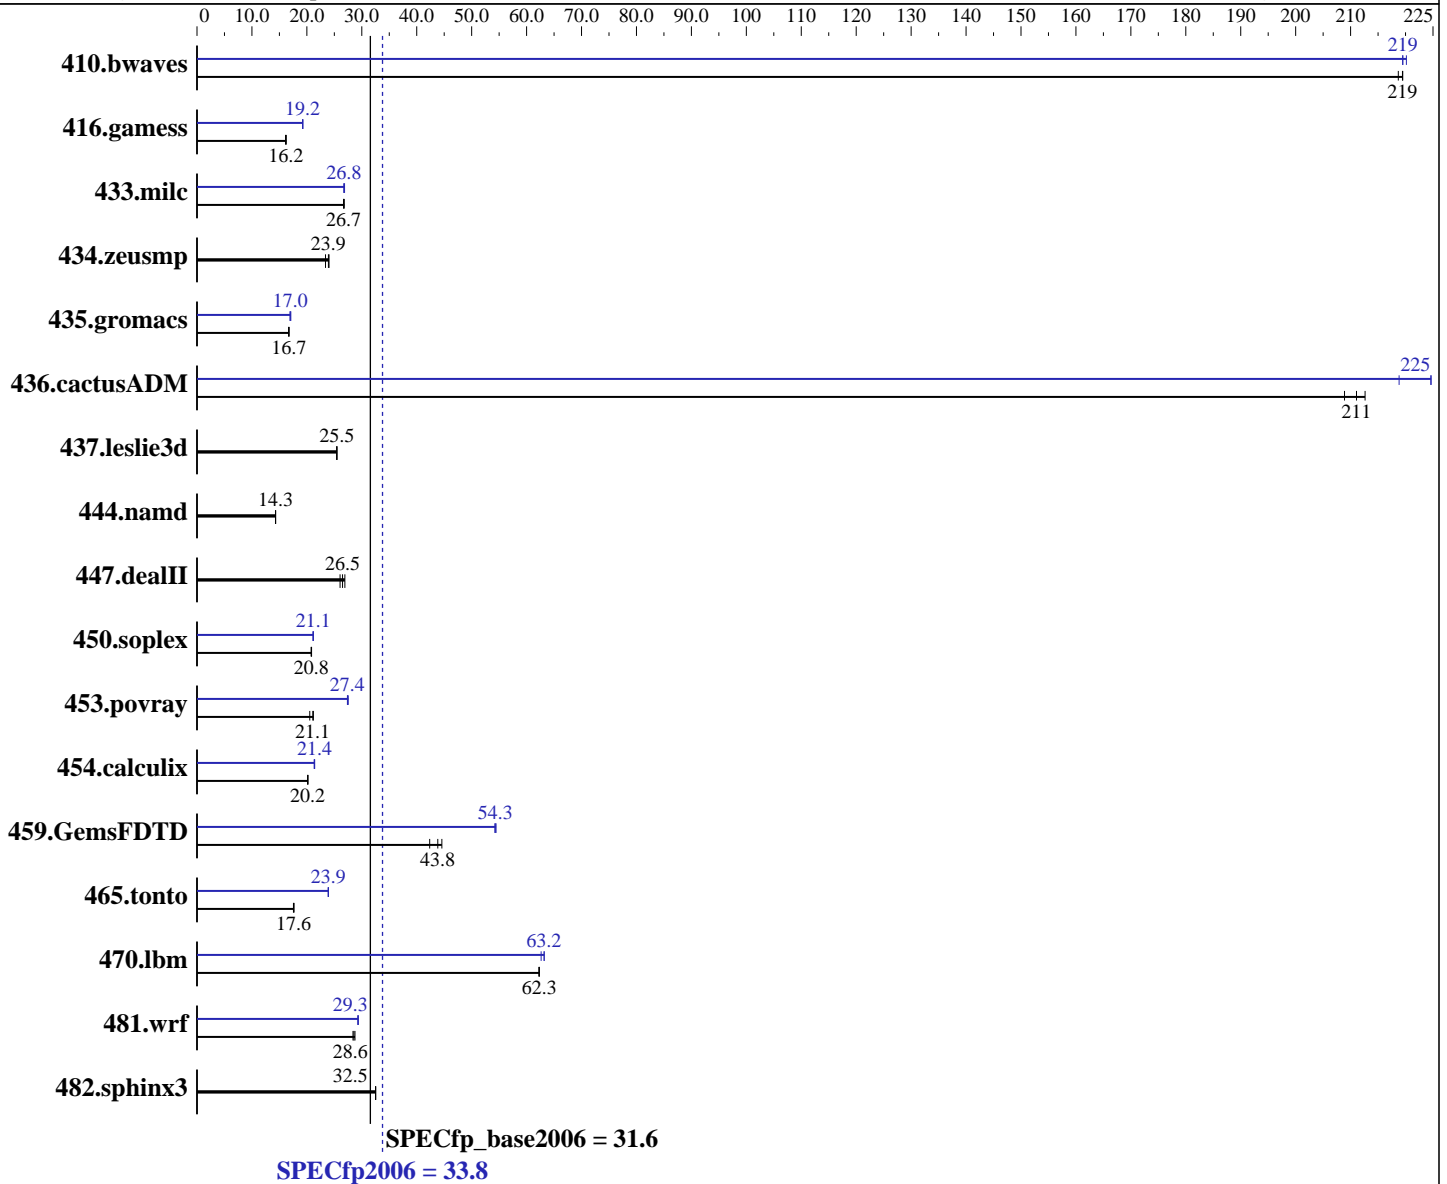 0 10.0 20.0 30.0 40.0 50.0 60.0 70.0 80.0 90.0 100 110 120 130 140 150 160 170 180 190 200 210 225
410.bwaves
219
219
416.gamess
19.2
16.2
433.milc
26.8
26.7
434.zeusmp
23.9
435.gromacs
17.0
16.7
436.cactusADM
225
211
437.leslie3d
25.5
444.namd
14.3
447.dealII
26.5
450.soplex
21.1
20.8
453.povray
27.4
21.1
454.calculix
21.4
20.2
459.GemsFDTD
54.3
43.8
465.tonto
23.9
17.6
470.lbm
63.2
62.3
481.wrf
29.3
28.6
482.sphinx3
32.5
SPECfp_base2006 = 31.6
SPECfp2006 = 33.8